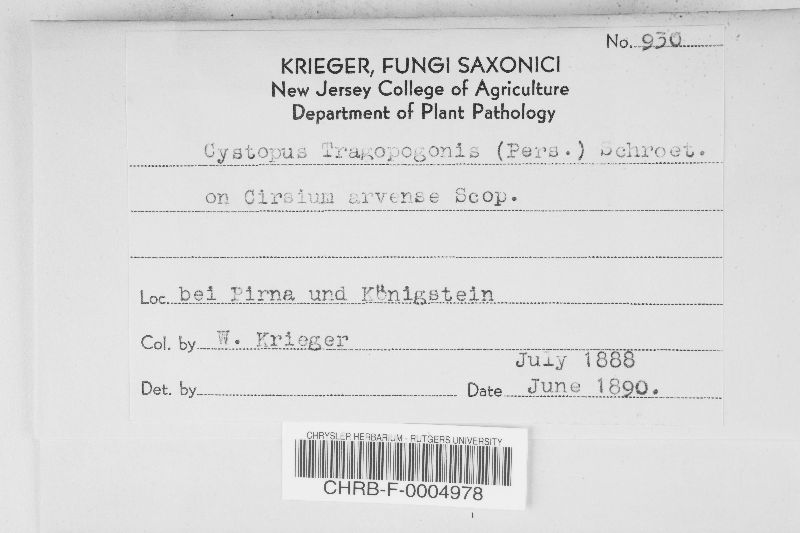 No. 930
KRIEGER, FUNGI SAXONICI
New Jersey College of Agriculture
Department of Plant Pathology
Cystopus Tragopogonis (Pers.) Schroet.
on Cirsium arvense Scop.
Loc. bei Pirna und Königstein
Col. by W. Krieger
July 1888
Det. by Date June 1890.
CHRYSLER HERBARIUM - RUTGERS UNIVERSITY
CHRB-F-0004978